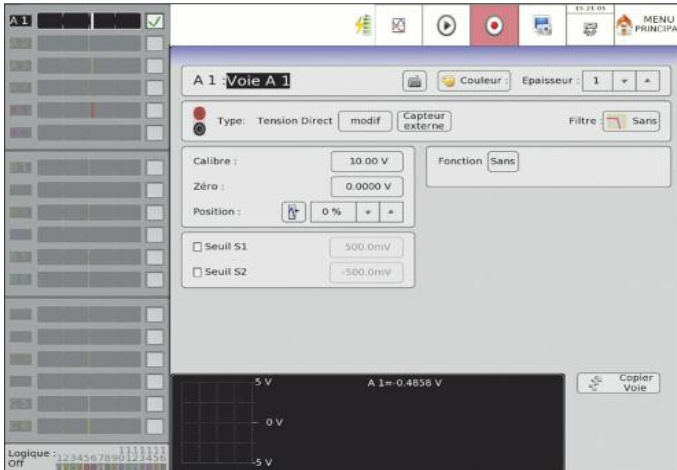 A 1
15 21 05
MENU
PRINCIPA
A 1 :Voie A 1
Couleur :
Epaisseur :
1
Type:
Tension Direct
modif
Capteur
externe
Filtre :
Sans
Calibre :
10.00 V
Fonction
Sans
Zéro :
0.0000 V
Position :
0 %
Seuil S1
500.0mV
Seuil S2
-500.0mV
5 V
A 1=-0.4858 V
Copier
Voie
0 V
Logique :
Off
1111111
1234567890123456
-5 V